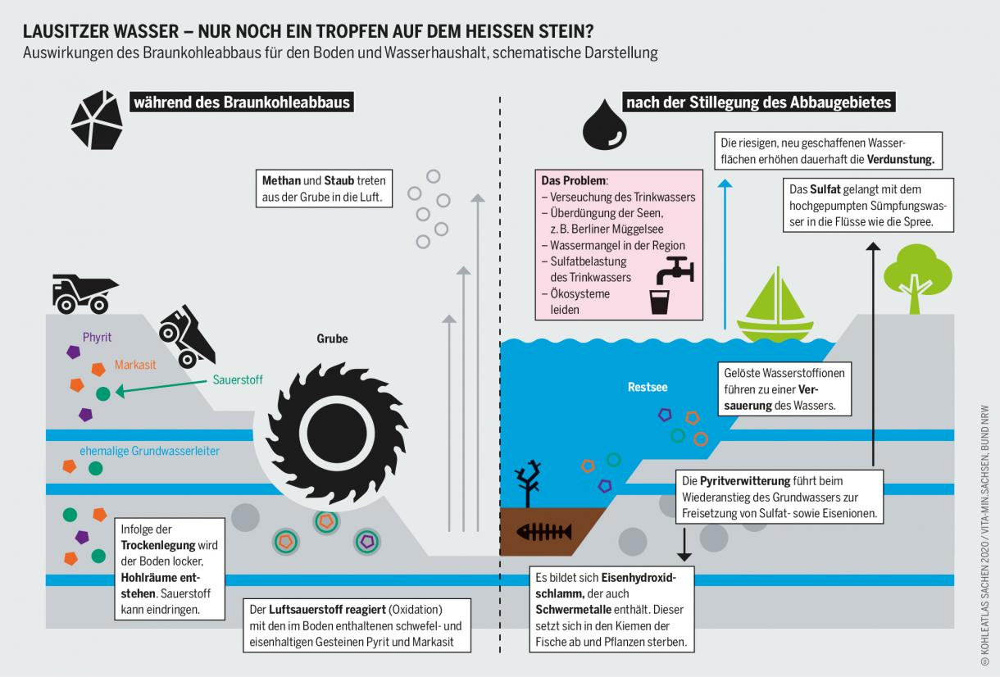 LAUSITZER WASSER – NUR NOCH EIN TROPFEN AUF DEM HEISSEN STEIN?
Auswirkungen des Braunkohleabbaus für den Boden und Wasserhaushalt, schematische Darstellung
während des Braunkohleabbaus
Methan und Staub treten
aus der Grube in die Luft.
Phyrit
Markasit
Sauerstoff
Grube
ehemalige Grundwasserleiter
Infolge der
Trockenlegung wird
der Boden locker,
Hohlräume ent-
stehen. Sauerstoff
kann eindringen.
Der Luftsauerstoff reagiert (Oxidation)
mit den im Boden enthaltenen schwefel- und
eisenhaltigen Gesteinen Pyrit und Markasit
nach der Stillegung des Abbaugebietes
Die riesigen, neu geschaffenen Wasser-
flächen erhöhen dauerhaft die Verdunstung.
Das Problem:
– Verseuchung des Trinkwassers
– Überdüngung der Seen,
z. B. Berliner Müggelsee
– Wassermangel in der Region
– Sulfatbelastung
des Trinkwassers
– Ökosysteme
leiden
Das Sulfat gelangt mit dem
hochgepumpten Sümpfungswas-
ser in die Flüsse wie die Spree.
Restsee
Gelöste Wasserstoffionen
führen zu einer Ver-
sauerung des Wassers.
Die Pyritverwitterung führt beim
Wiederanstieg des Grundwassers zur
Freisetzung von Sulfat- sowie Eisenionen.
Es bildet sich Eisenhydroxid-
schlamm, der auch
Schwermetalle enthält. Dieser
setzt sich in den Kiemen der
Fische ab und Pflanzen sterben.
KOHLEATLAS SACHEN 2020 / VITA-MIN.SACHSEN, BUND NRW